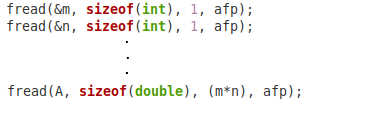 fread(&m, sizeof(int), 1, afp);
fread(&n, sizeof(int), 1, afp);
.
.
.
fread(A, sizeof(double), (m*n), afp);